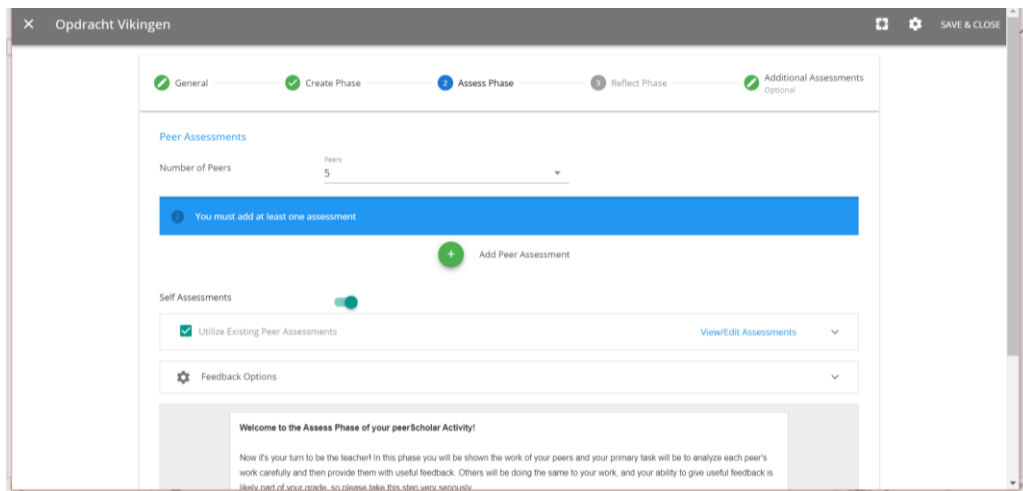 Opdracht Vikingen
SAVE & CLOSE
General
Create Phase
2 Assess Phase
3 Reflect Phase
Additional Assessments
Optional
Peer Assessments
Number of Peers
Peers
5
You must add at least one assessment
Add Peer Assessment
Self Assessments
Utilize Existing Peer Assessments
View/Edit Assessments
Feedback Options
Welcome to the Assess Phase of your peerScholar Activity!
Now it's your turn to be the teacher! In this phase you will be shown the work of your peers and your primary task will be to analyze each peer's
work carefully and then provide them with useful feedback. Others will be doing the same to your work, and your ability to give useful feedback is
likely part of your grade, so please take this step very seriously.